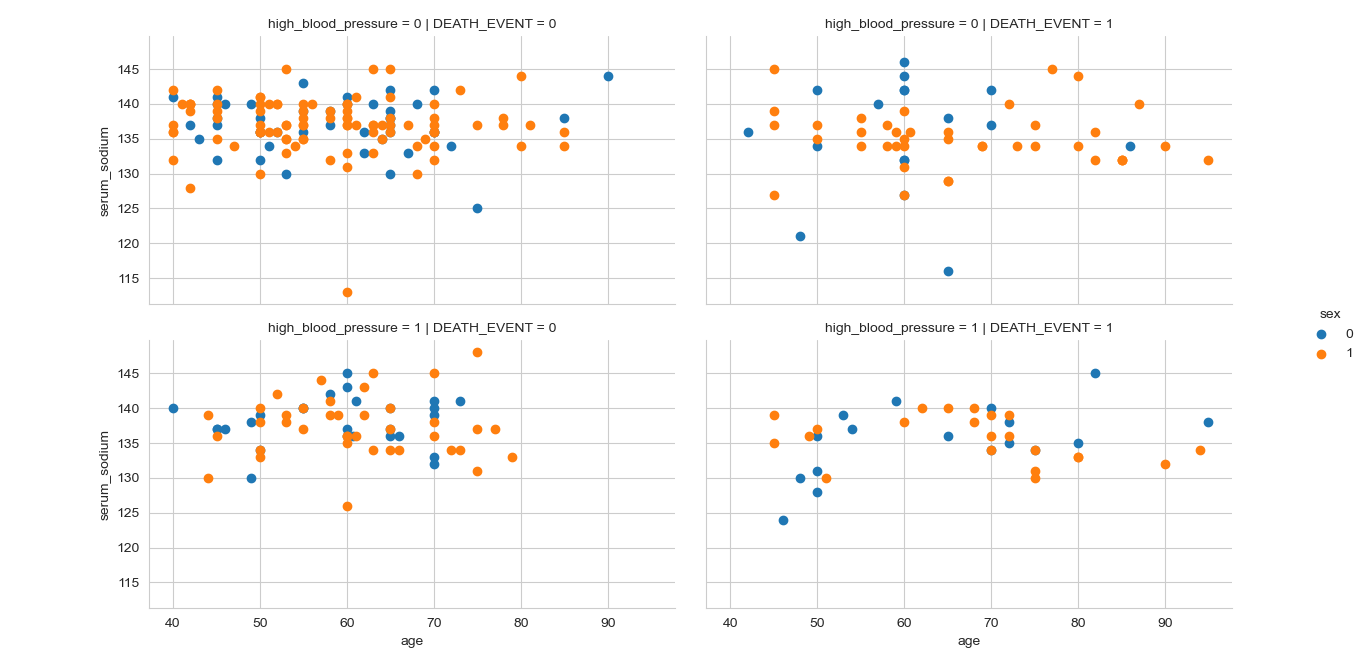 high_blood_pressure = 0 | DEATH_EVENT = 0
high_blood_pressure = 0 | DEATH_EVENT = 1
145
140
135
130
125
120
115
serum_sodium
high_blood_pressure = 1 | DEATH_EVENT = 0
high_blood_pressure = 1 | DEATH_EVENT = 1
145
140
135
130
125
120
115
serum_sodium
40 50 60 70 80 90
age
40 50 60 70 80 90
age
sex
0
1